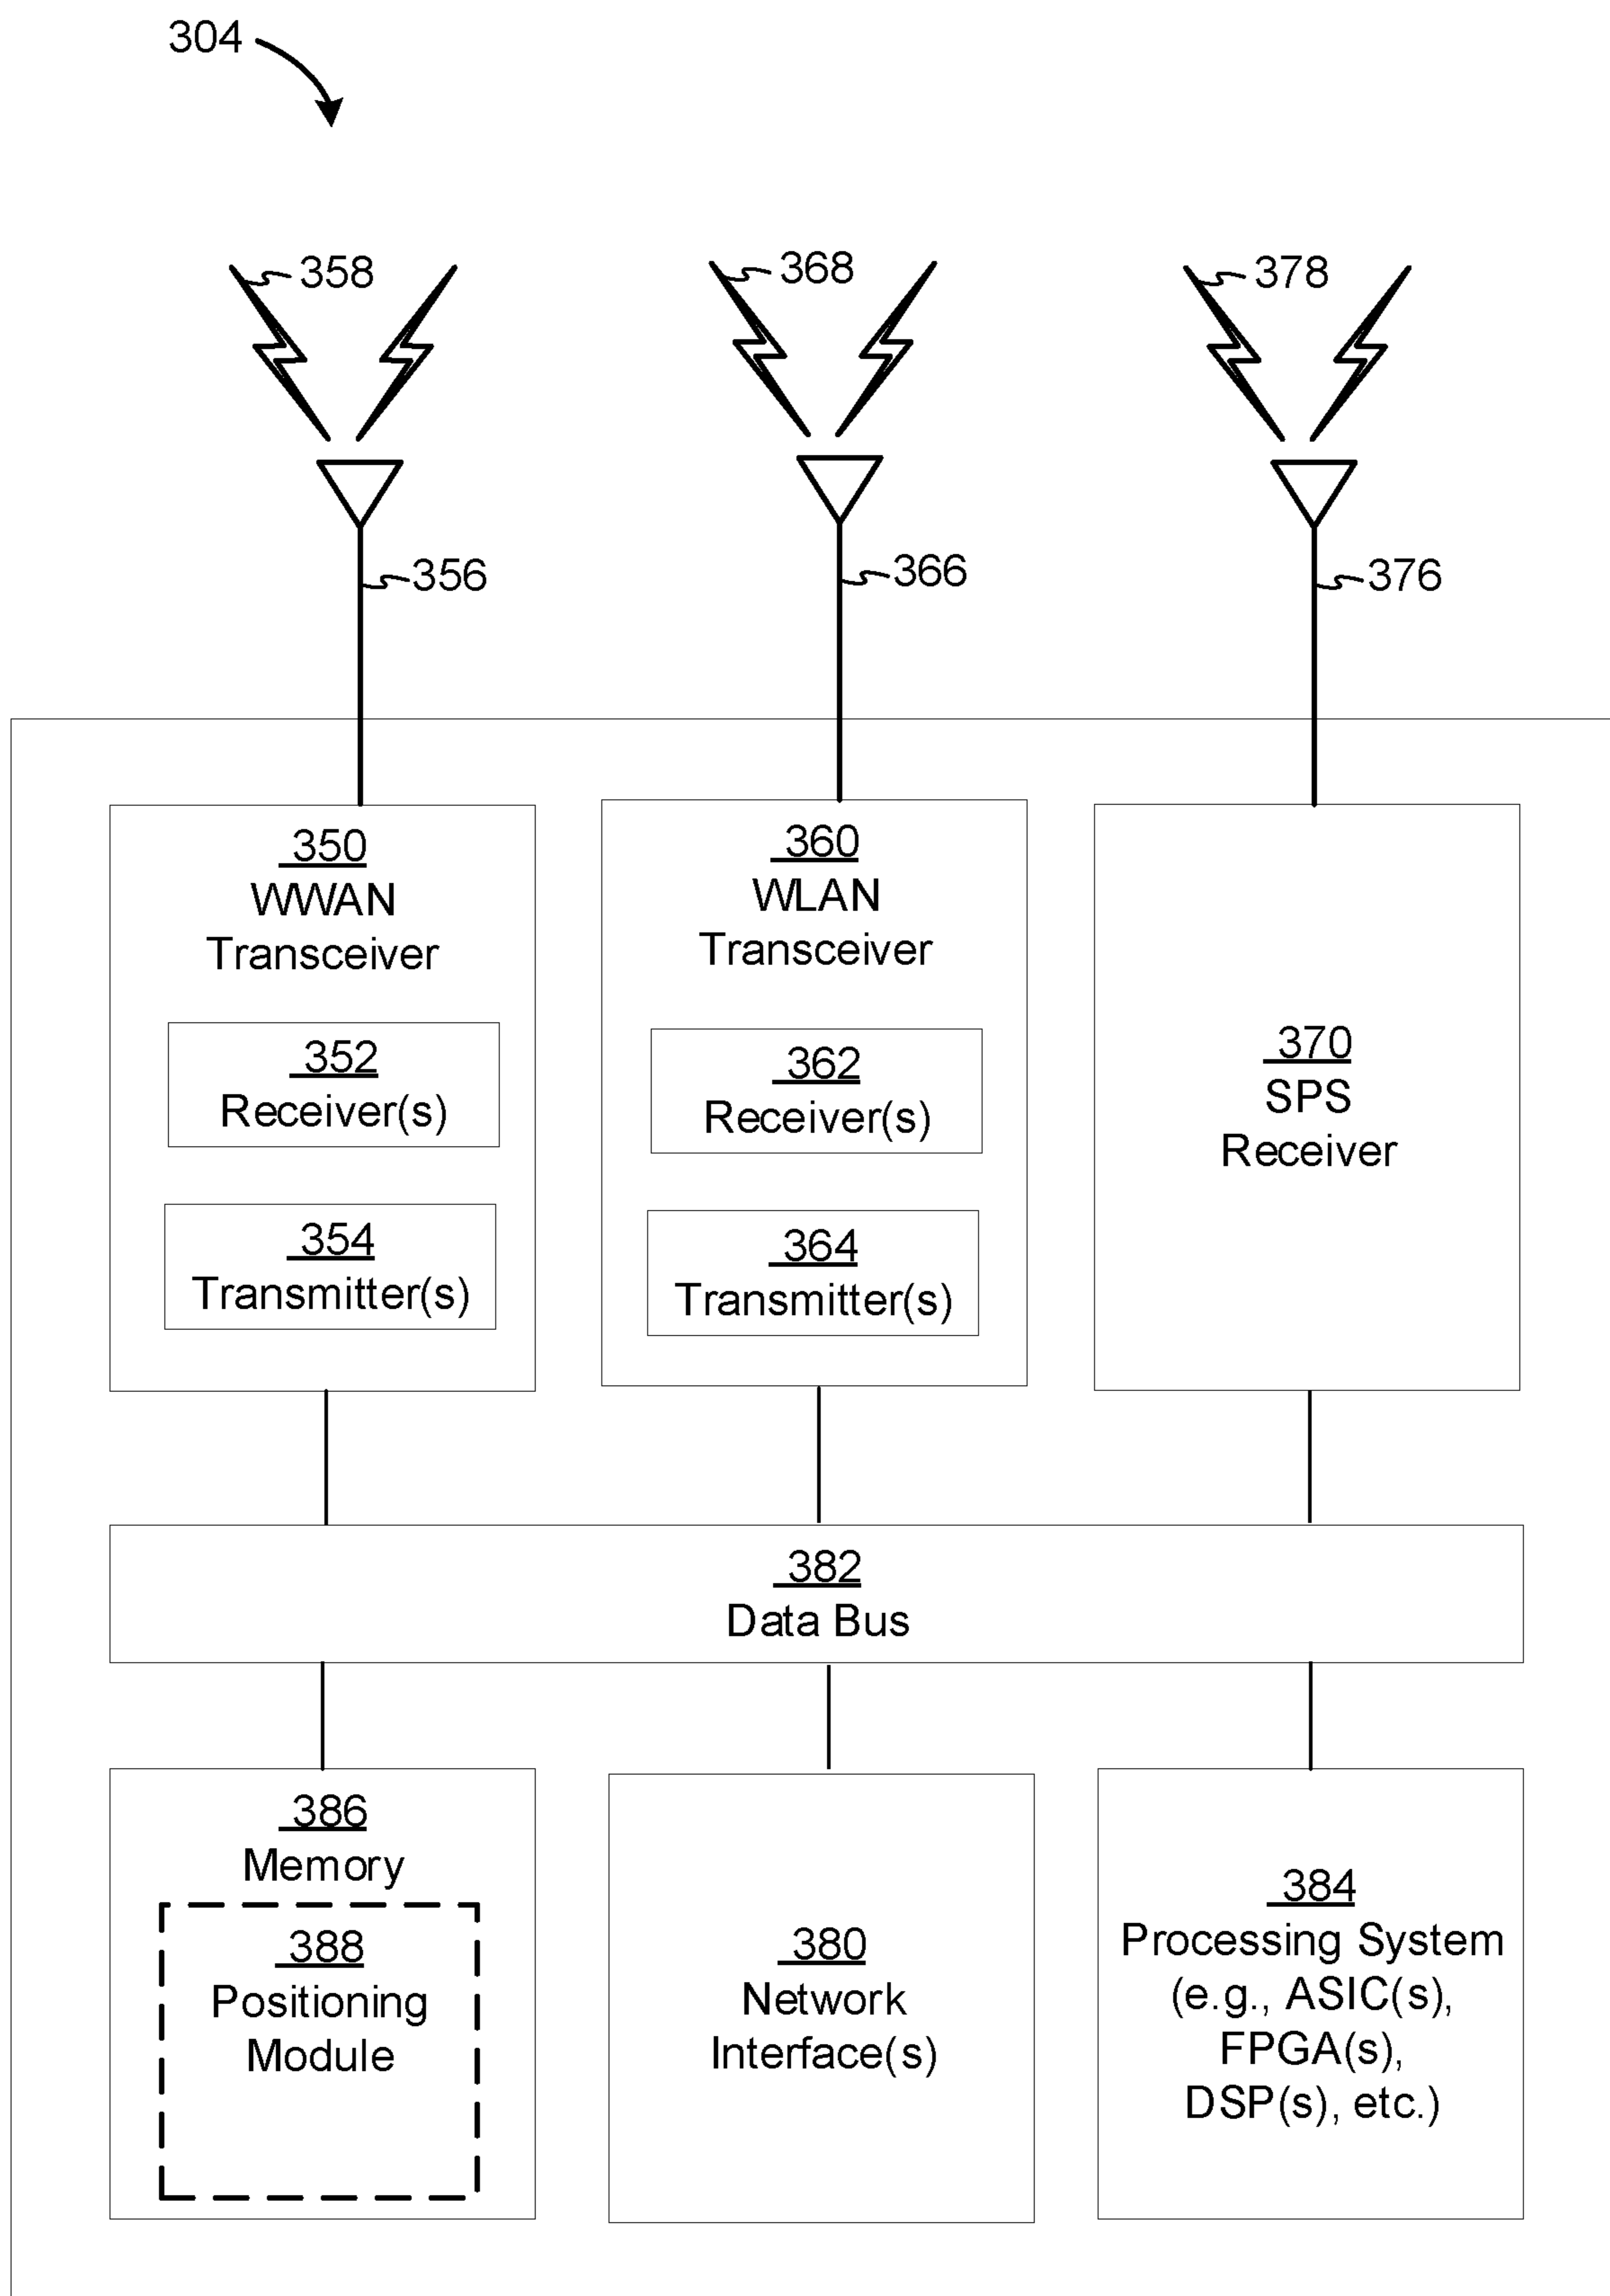 304
358
368
378
356
366
376
350
WWAN
Transceiver
352
Receiver(s)
354
Transmitter(s)
360
WLAN
Transceiver
362
Receiver(s)
364
Transmitter(s)
370
SPS
Receiver
382
Data Bus
386
Memory
388
Positioning
Module
380
Network
Interface(s)
384
Processing System
(e.g., ASIC(s),
FPGA(s),
DSP(s), etc.)